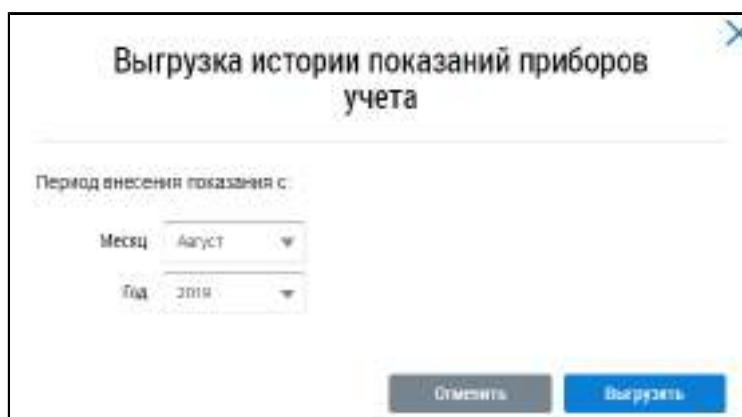 Выгрузка истории показаний приборов
учета
Период внесения показания с:
Месяц Август
Год 2019
Отменить Выгрузить